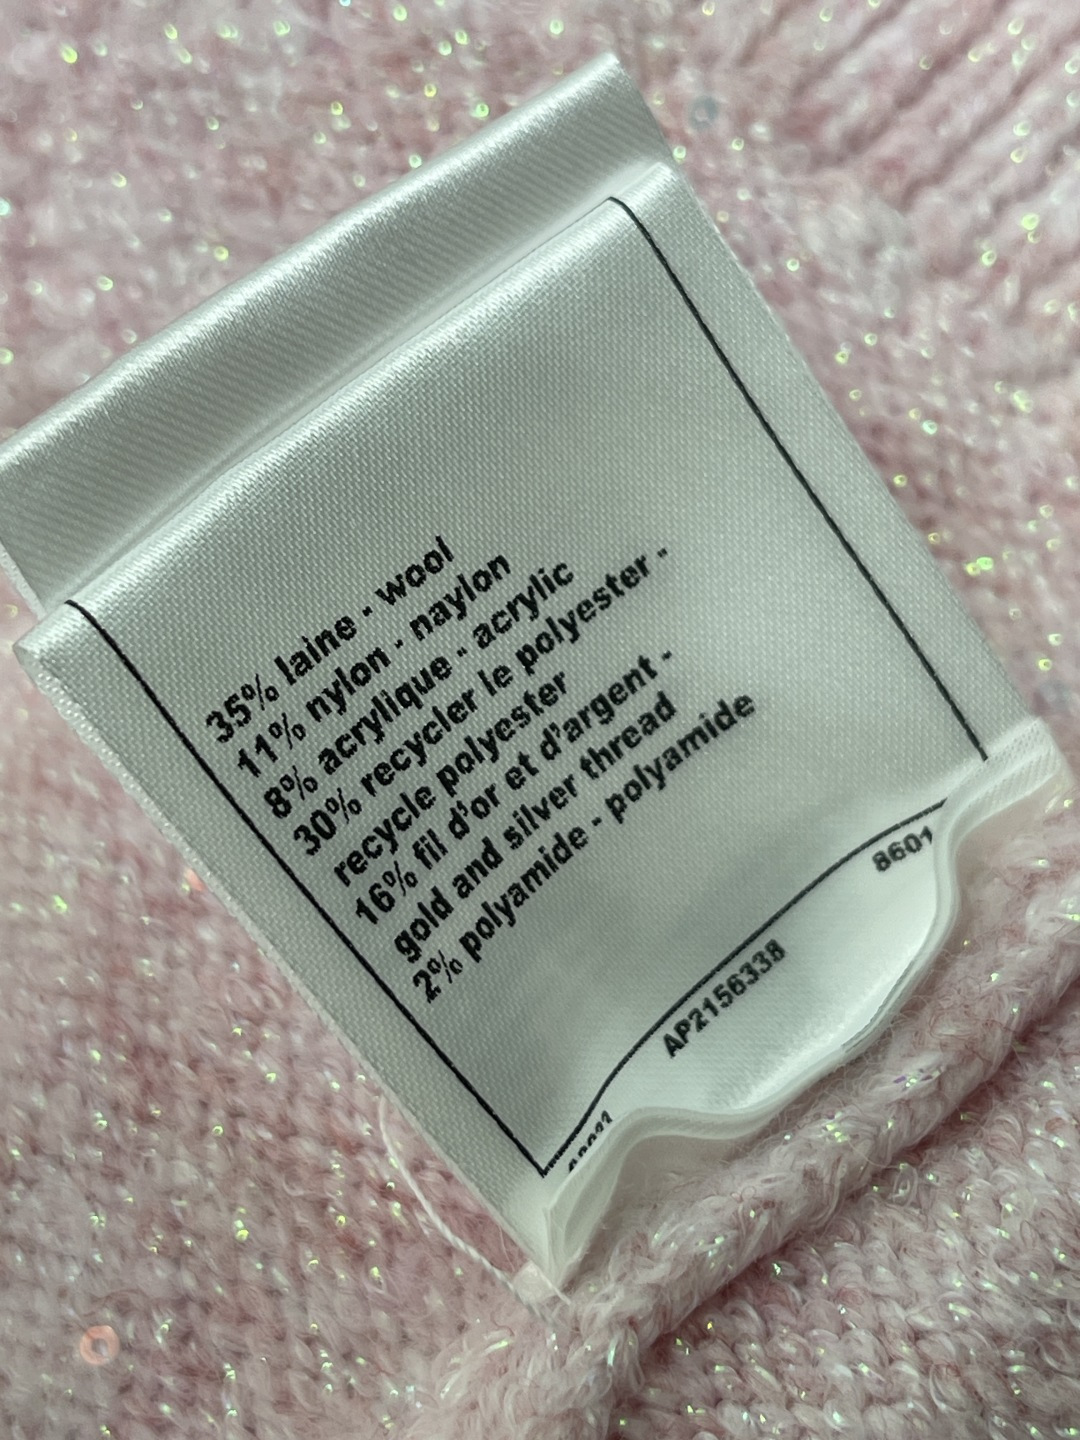 35% laine - wool
11% nylon - naylon
8% acrylique - acrylic
30% recycler le polyester -
recycle polyester
16% fil d'or et d'argent -
gold and silver thread
2% polyamide - polyamide
8601
AP2156338